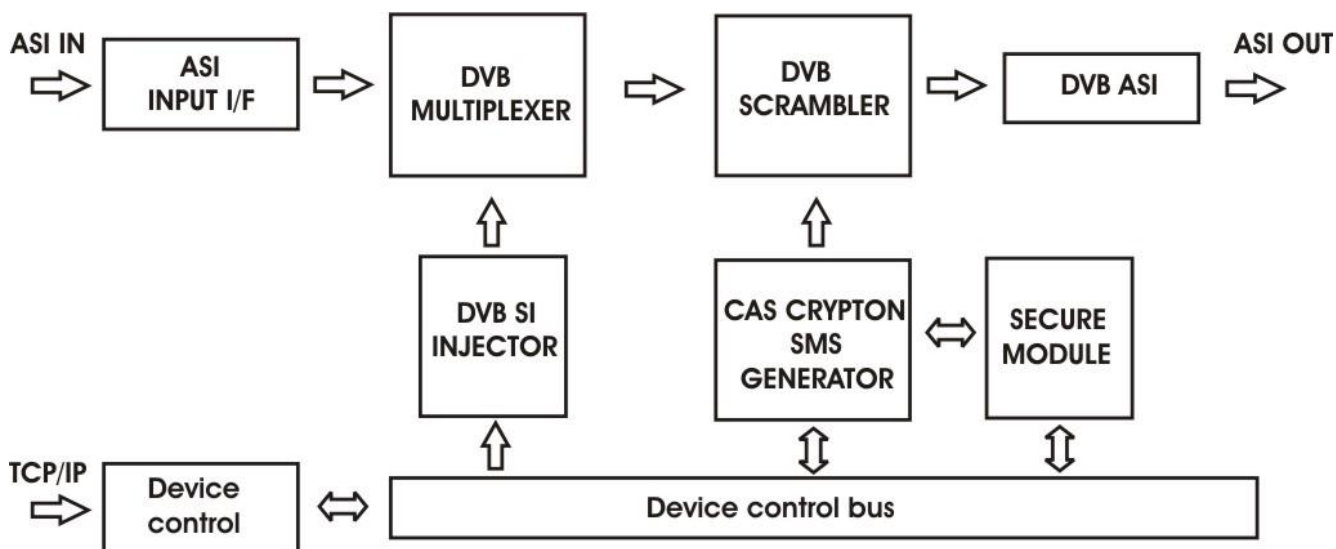 ASI IN
ASI
INPUT I/F
DVB
MULTIPLEXER
DVB
SCRAMBLER
DVB ASI
ASI OUT
DVB SI
INJECTOR
CAS CRYPTON
SMS
GENERATOR
SECURE
MODULE
TCP/IP
Device
control
Device control bus